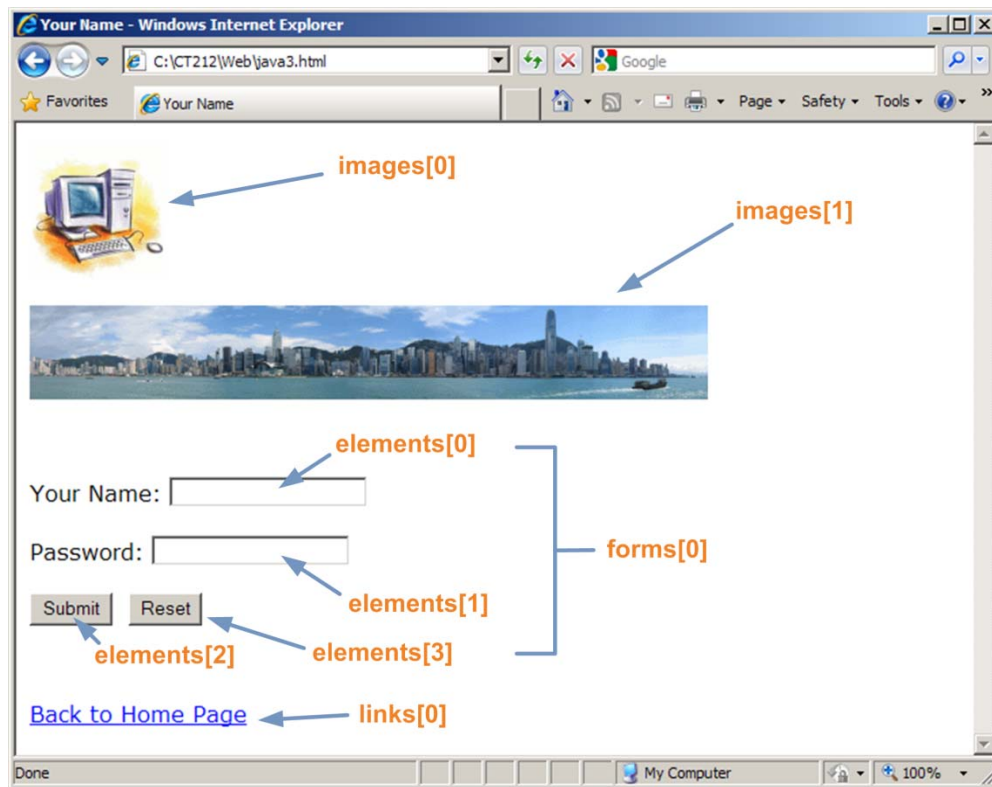 Your Name - Windows Internet Explorer
C:\CT212\Web\java3.html
Google
Favorites
Your Name
Page
Safety
Tools
»
images[0]
images[1]
elements[0]
Your Name:
forms[0]
Password:
elements[1]
Submit
Reset
elements[2]
elements[3]
Back to Home Page
links[0]
Done
My Computer
100%